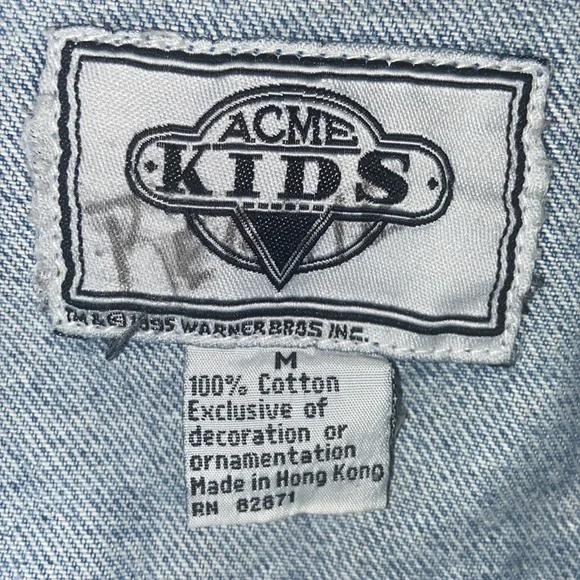 ACME
KIDS
TM & © 1995 WARNER BROS INC.
M
100% Cotton
Exclusive of
decoration or
ornamentation
Made in Hong Kong
RN 82671